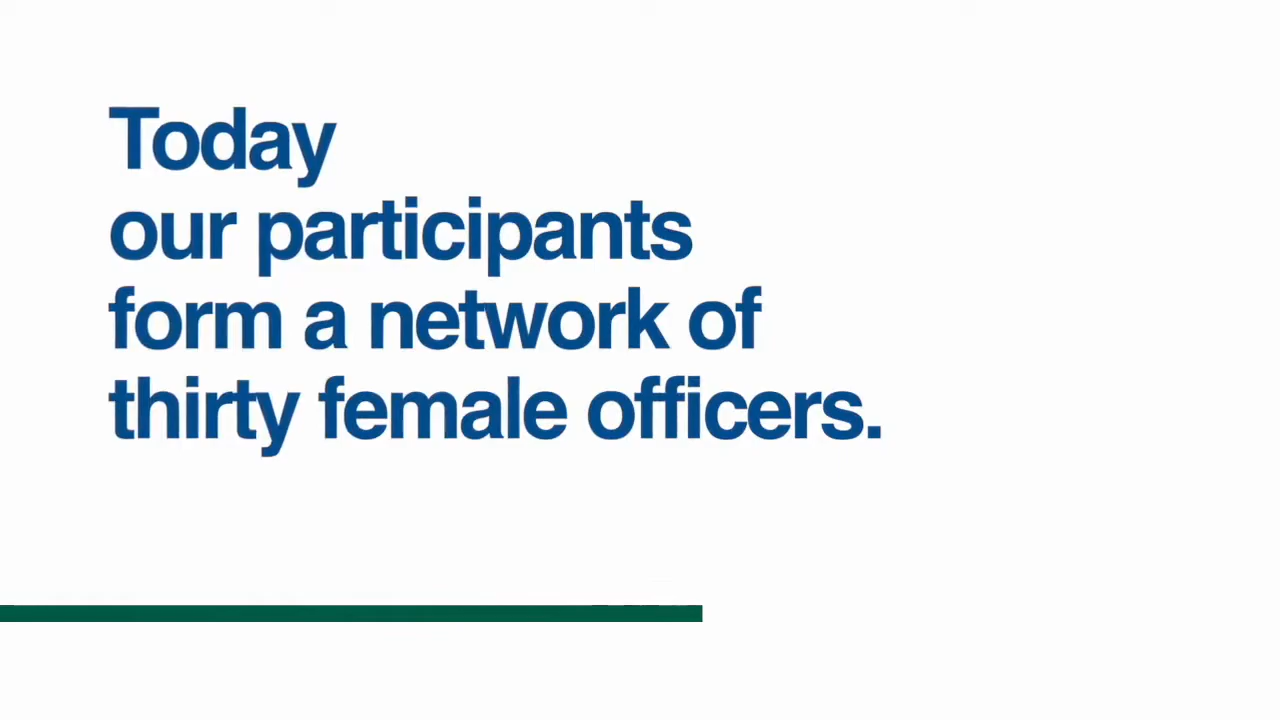 Today
our participants
form a network of
thirty female officers.